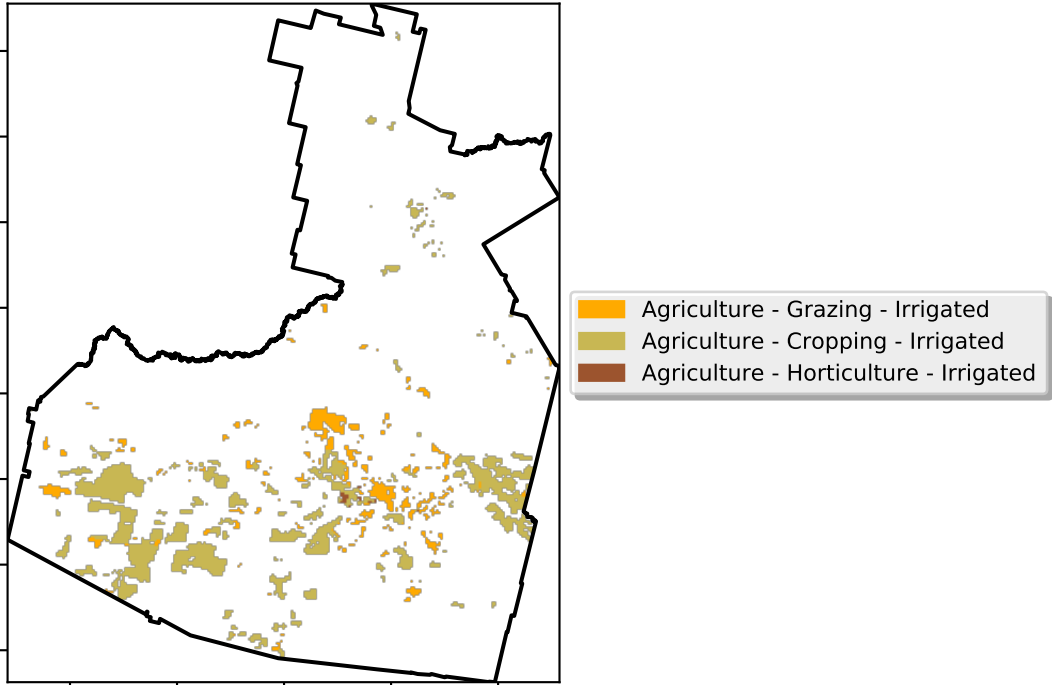 Agriculture - Grazing - Irrigated
Agriculture - Cropping - Irrigated
Agriculture - Horticulture - Irrigated